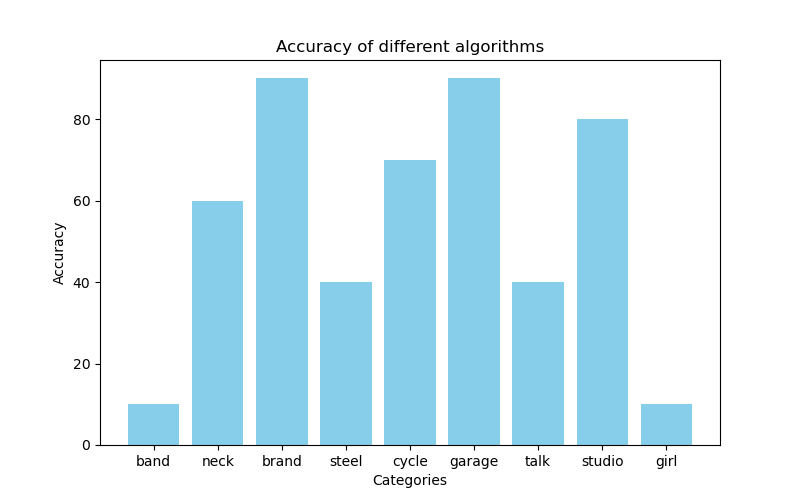 Accuracy of different algorithms
Accuracy
80
60
40
20
0
band neck brand steel cycle garage talk studio girl
Categories